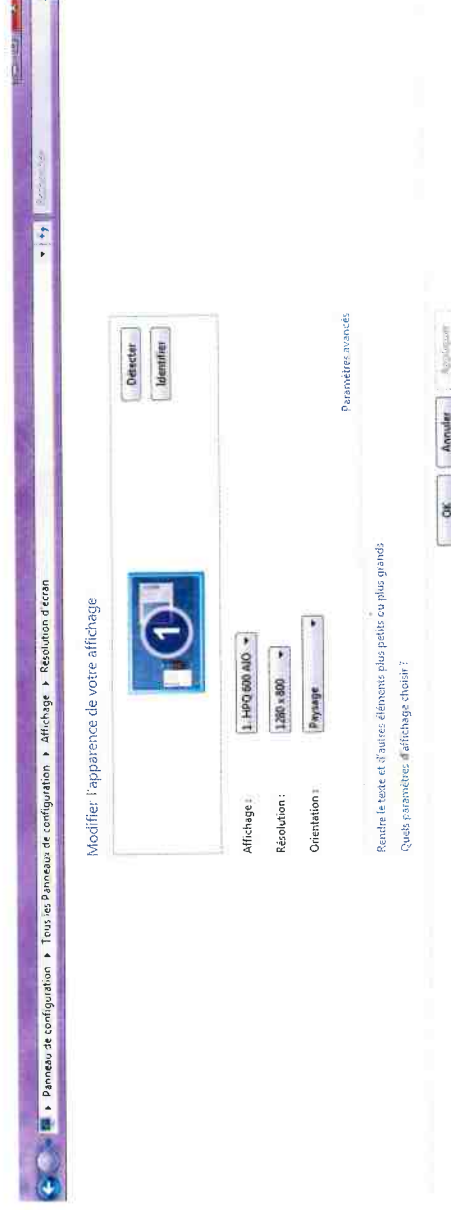 Panneau de configuration ▸ Tous les Panneaux de configuration ▸ Affichage ▸ Résolution d'écran
Rechercher
Modifier l'apparence de votre affichage
1
Détecter
Identifier
Affichage :
1. HPQ 600 AIO
Résolution :
1280 x 800
Orientation :
Paysage
Paramètres avancés
Rendre le texte et d'autres éléments plus petits ou plus grands
Quels paramètres d'affichage choisir ?
OK
Annuler
Appliquer